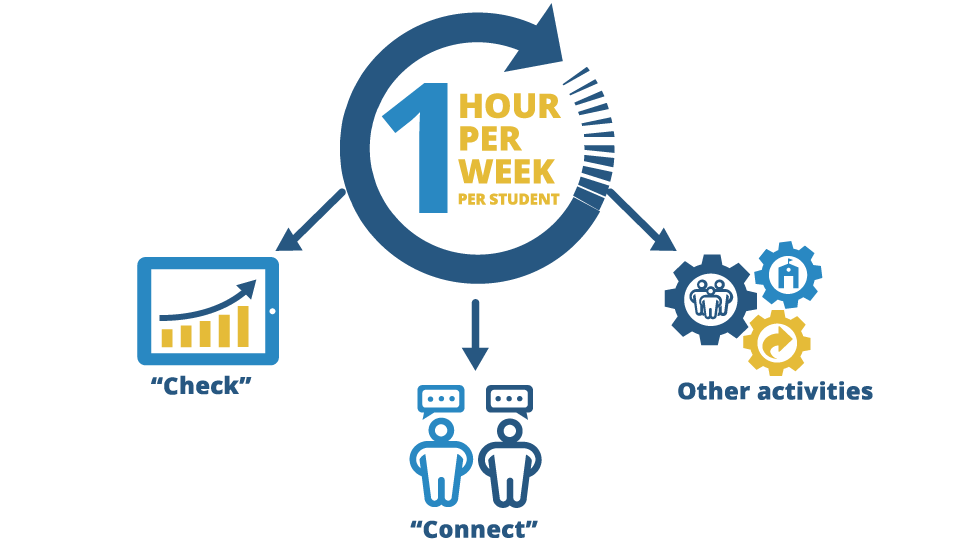 1
HOUR
PER
WEEK
PER STUDENT
“Check”
Other activities
“Connect”